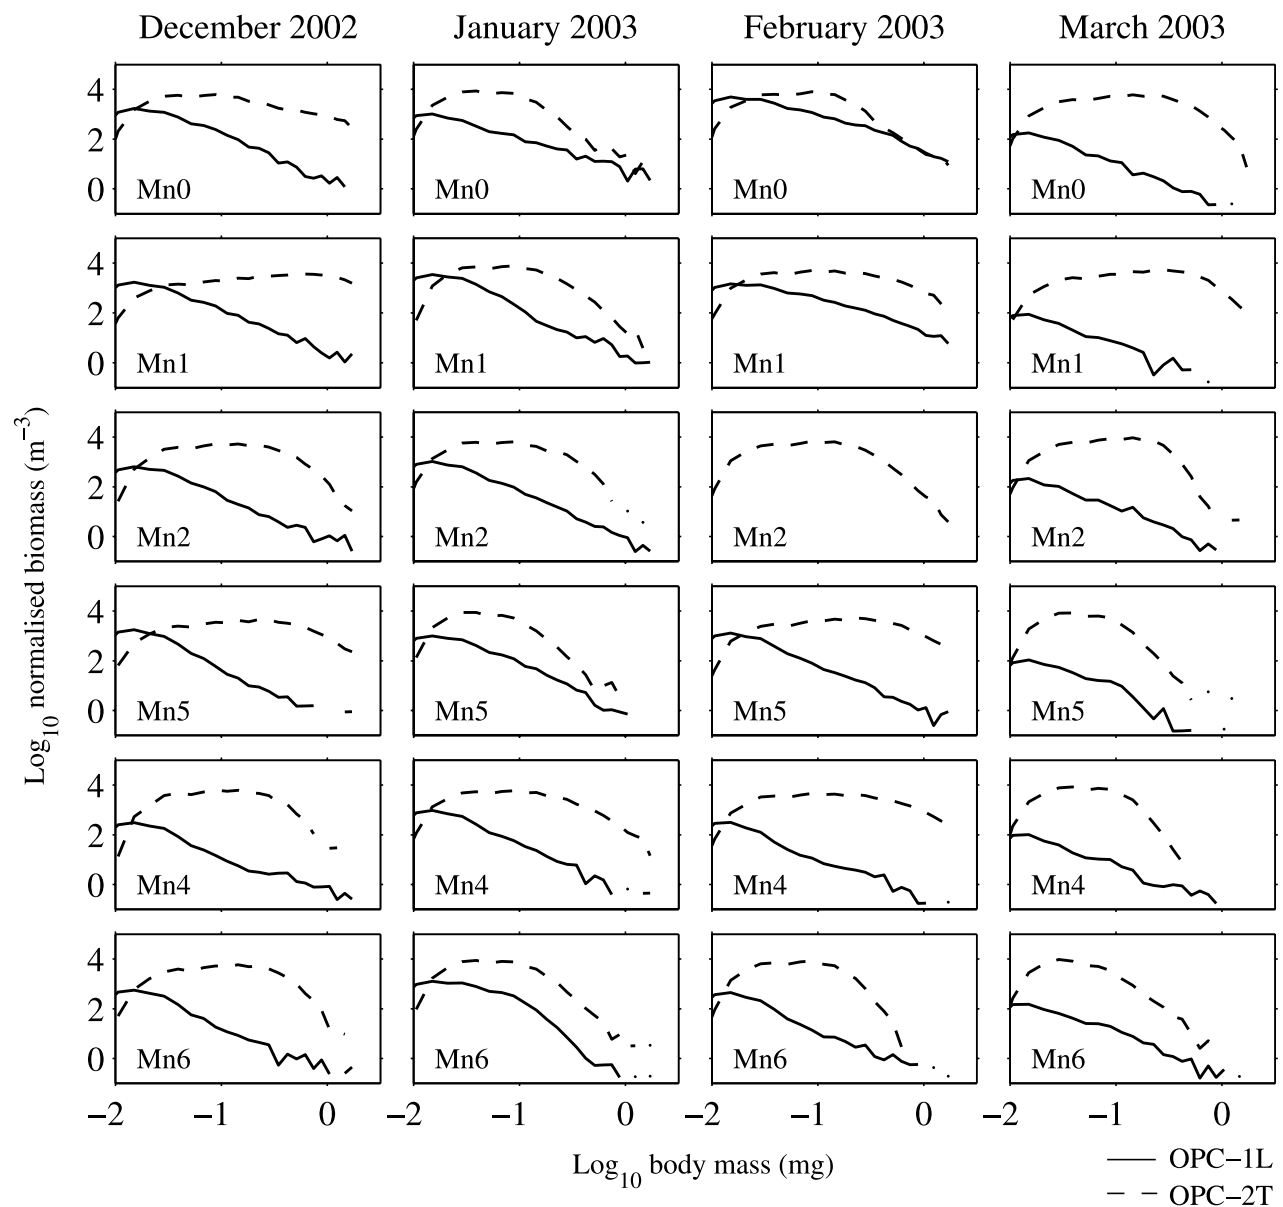 December 2002 January 2003 February 2003 March 2003
4
2
0
Mn0 Mn0 Mn0 Mn0
4
2
0
Mn1 Mn1 Mn1 Mn1
4
2
0
Mn2 Mn2 Mn2 Mn2
4
2
0
Mn5 Mn5 Mn5 Mn5
4
2
0
Mn4 Mn4 Mn4 Mn4
4
2
0
Mn6 Mn6 Mn6 Mn6
−2 −1 0 −2 −1 0 −2 −1 0 −2 −1 0
Log₁₀ normalised biomass (m⁻³)
Log₁₀ body mass (mg)
OPC−1L
OPC−2T